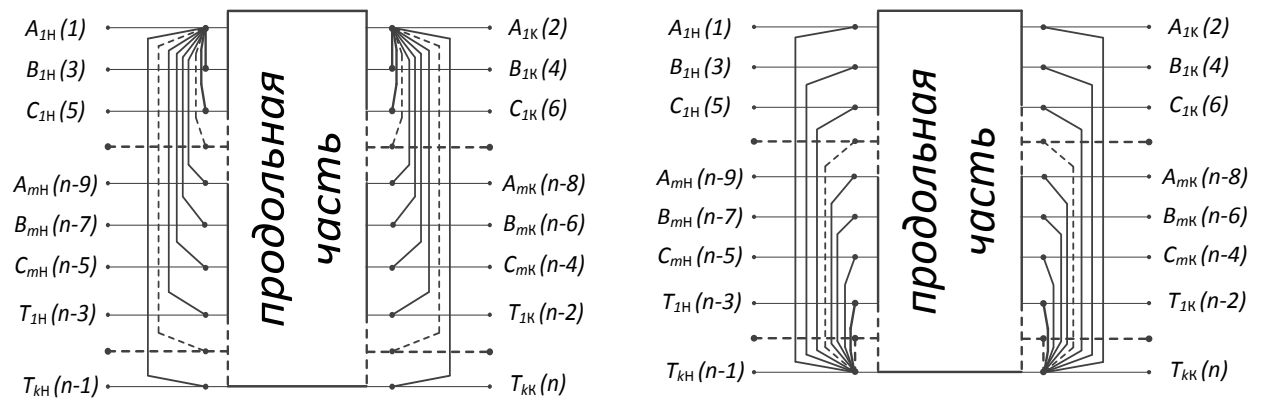 A1Н (1)
B1Н (3)
C1Н (5)
AmН (n-9)
BmН (n-7)
CmН (n-5)
T1Н (n-3)
TkН (n-1)
продольная
часть
A1К (2)
B1К (4)
C1К (6)
AmК (n-8)
BmК (n-6)
CmК (n-4)
T1К (n-2)
TkК (n)
A1Н (1)
B1Н (3)
C1Н (5)
AmН (n-9)
BmН (n-7)
CmН (n-5)
T1Н (n-3)
TkН (n-1)
продольная
часть
A1К (2)
B1К (4)
C1К (6)
AmК (n-8)
BmК (n-6)
CmК (n-4)
T1К (n-2)
TkК (n)